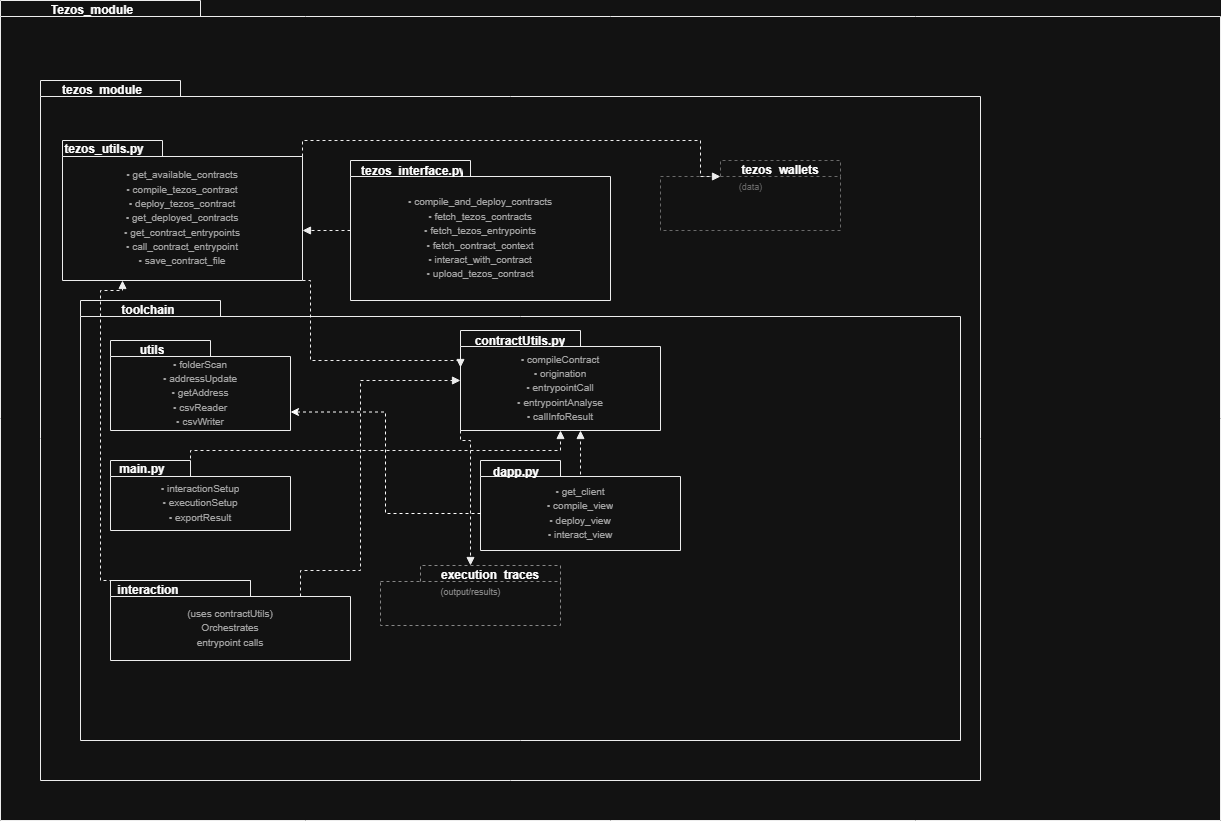 Tezos_module
tezos_module
tezos_utils.py
- get_available_contracts
- compile_tezos_contract
- deploy_tezos_contract
- get_deployed_contracts
- get_contract_entrypoints
- call_contract_entrypoint
- save_contract_file
tezos_interface.py
- compile_and_deploy_contracts
- fetch_tezos_contracts
- fetch_tezos_entrypoints
- fetch_contract_context
- interact_with_contract
- upload_tezos_contract
tezos_wallets
(data)
toolchain
utils
- folderScan
- addressUpdate
- getAddress
- csvReader
- csvWriter
contractUtils.py
- compileContract
- origination
- entrypointCall
- entrypointAnalyse
- callInfoResult
main.py
- interactionSetup
- executionSetup
- exportResult
dapp.py
- get_client
- compile_view
- deploy_view
- interact_view
execution_traces
(output/results)
interaction
(uses contractUtils)
Orchestrates
entrypoint calls